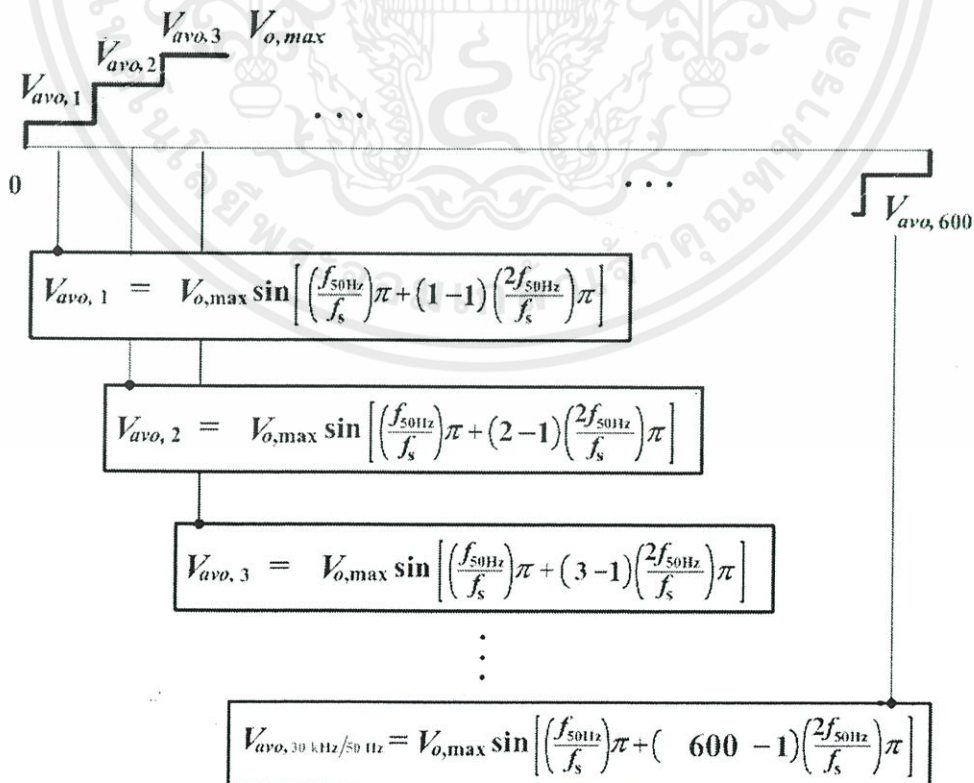 V_{avo,3} V_{o,max}
V_{avo,2}
V_{avo,1}
. . .
0
. . .
V_{avo,600}
V_{avo,1} = V_{o,max} sin[(f_{50Hz}/f_s)π+(1−1)(2f_{50Hz}/f_s)π]
V_{avo,2} = V_{o,max} sin[(f_{50Hz}/f_s)π+(2−1)(2f_{50Hz}/f_s)π]
V_{avo,3} = V_{o,max} sin[(f_{50Hz}/f_s)π+(3−1)(2f_{50Hz}/f_s)π]
⋮
V_{avo,30 kHz/50 Hz} = V_{o,max} sin[(f_{50Hz}/f_s)π+( 600 −1)(2f_{50Hz}/f_s)π]